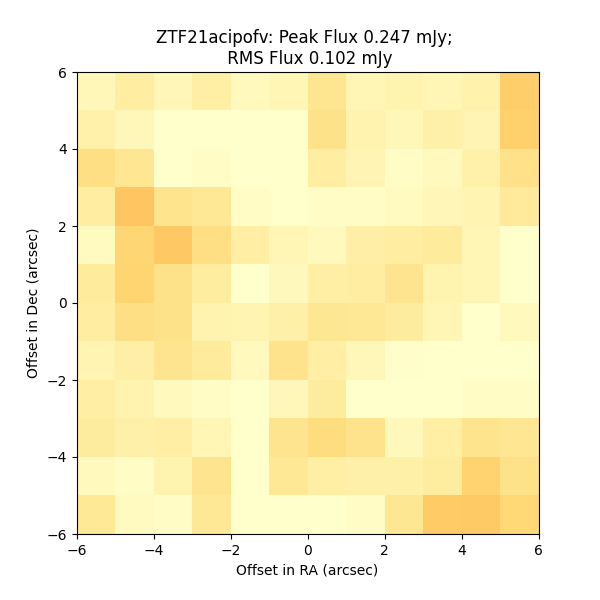 ZTF21acipofv: Peak Flux 0.247 mJy;
RMS Flux 0.102 mJy
6
4
2
0
−2
−4
−6
Offset in Dec (arcsec)
−6 −4 −2 0 2 4 6
Offset in RA (arcsec)